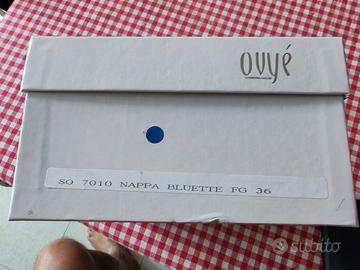 ovyé
SO 7010 NAPPA BLUETTE FG 36
subito